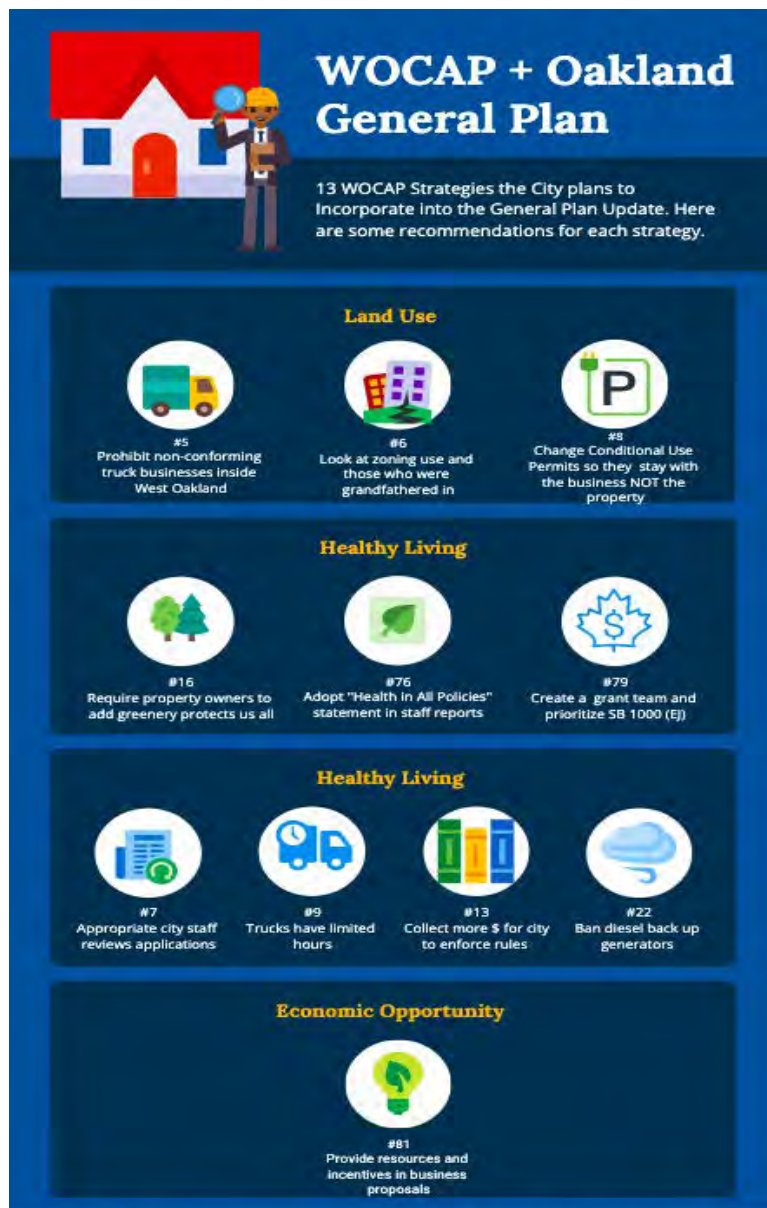 WOCAP + Oakland
General Plan
13 WOCAP Strategies the City plans to
Incorporate into the General Plan Update. Here
are some recommendations for each strategy.
Land Use
P
#5
Prohibit non-conforming
truck businesses inside
West Oakland
#6
Look at zoning use and
those who were
grandfathered in
#8
Change Conditional Use
Permits so they stay with
the business NOT the
property
Healthy Living
$
#16
Require property owners to
add greenery protects us all
#76
Adopt "Health in All Policies"
statement in staff reports
#79
Create a grant team and
prioritize SB 1000 (EJ)
Healthy Living
#7
Appropriate city staff
reviews applications
#9
Trucks have limited
hours
#13
Collect more $ for city
to enforce rules
#22
Ban diesel back up
generators
Economic Opportunity
#81
Provide resources and
incentives in business
proposals